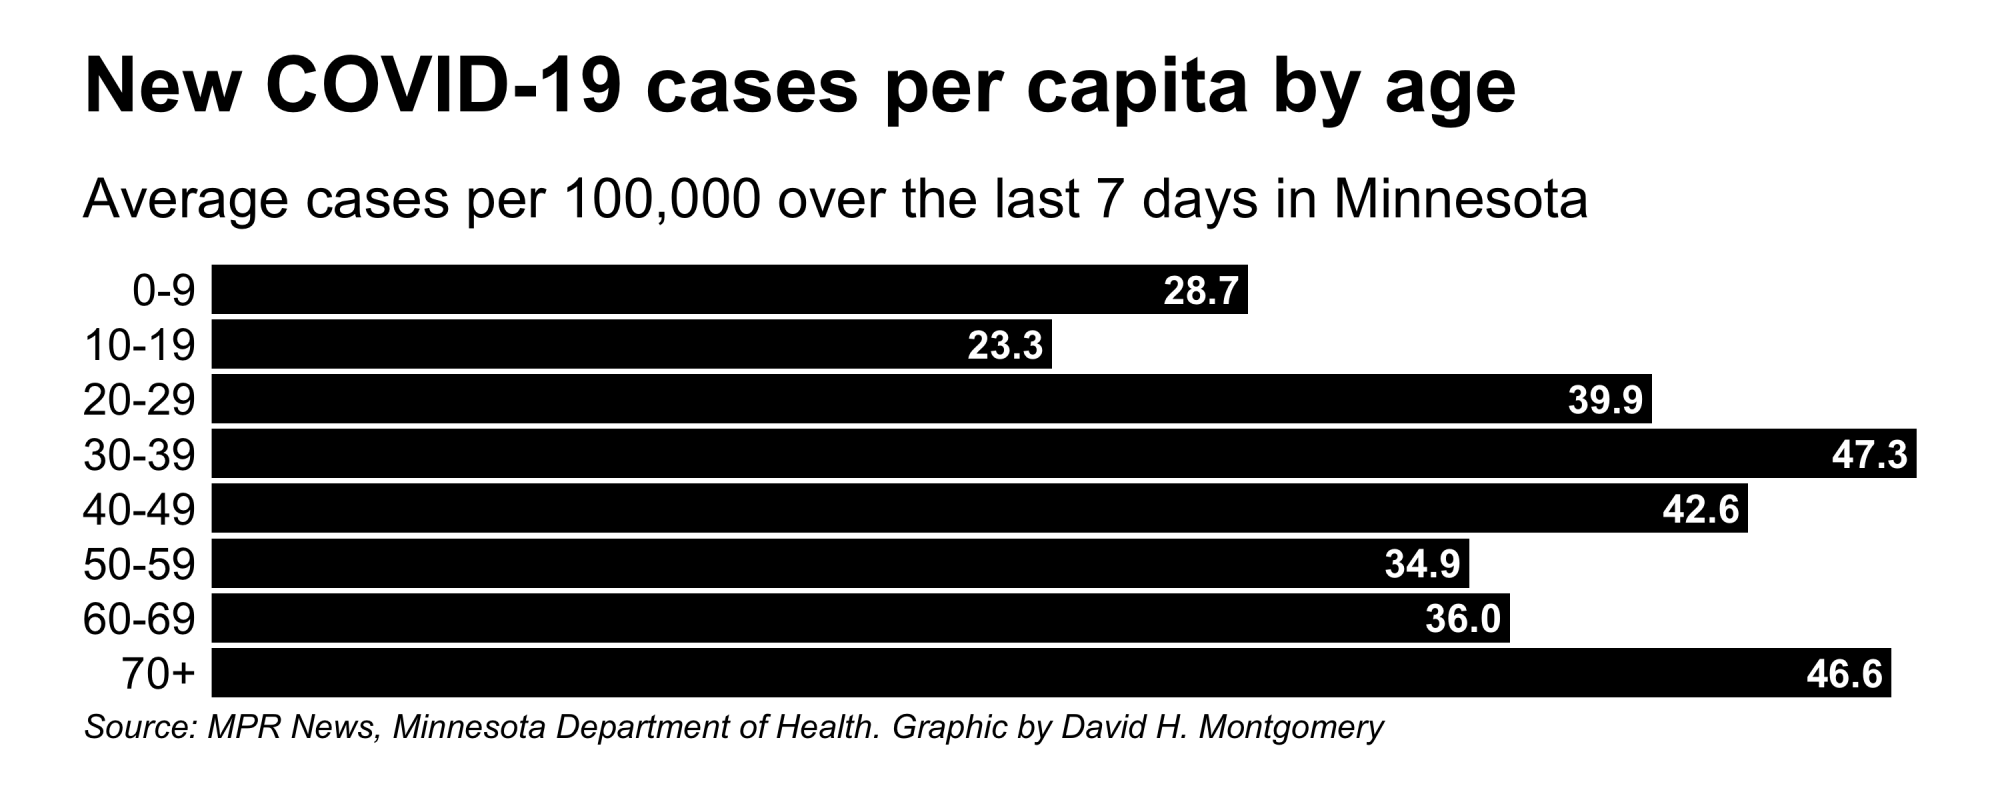 New COVID-19 cases per capita by age
Average cases per 100,000 over the last 7 days in Minnesota
0-9 28.7
10-19 23.3
20-29 39.9
30-39 47.3
40-49 42.6
50-59 34.9
60-69 36.0
70+ 46.6
Source: MPR News, Minnesota Department of Health. Graphic by David H. Montgomery